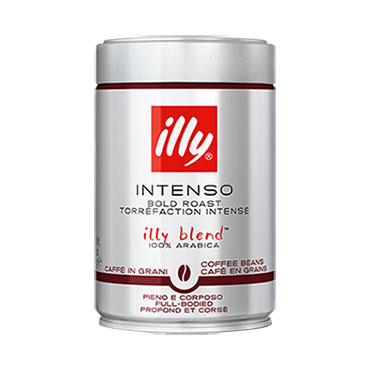 illy®
INTENSO
BOLD ROAST
TORRÉFACTION INTENSE
illy blend™
100% ARABICA
CAFFÈ IN GRANI
COFFEE BEANS
CAFÉ EN GRAINS
PIENO E CORPOSO
FULL-BODIED
PROFOND ET CORSÉ